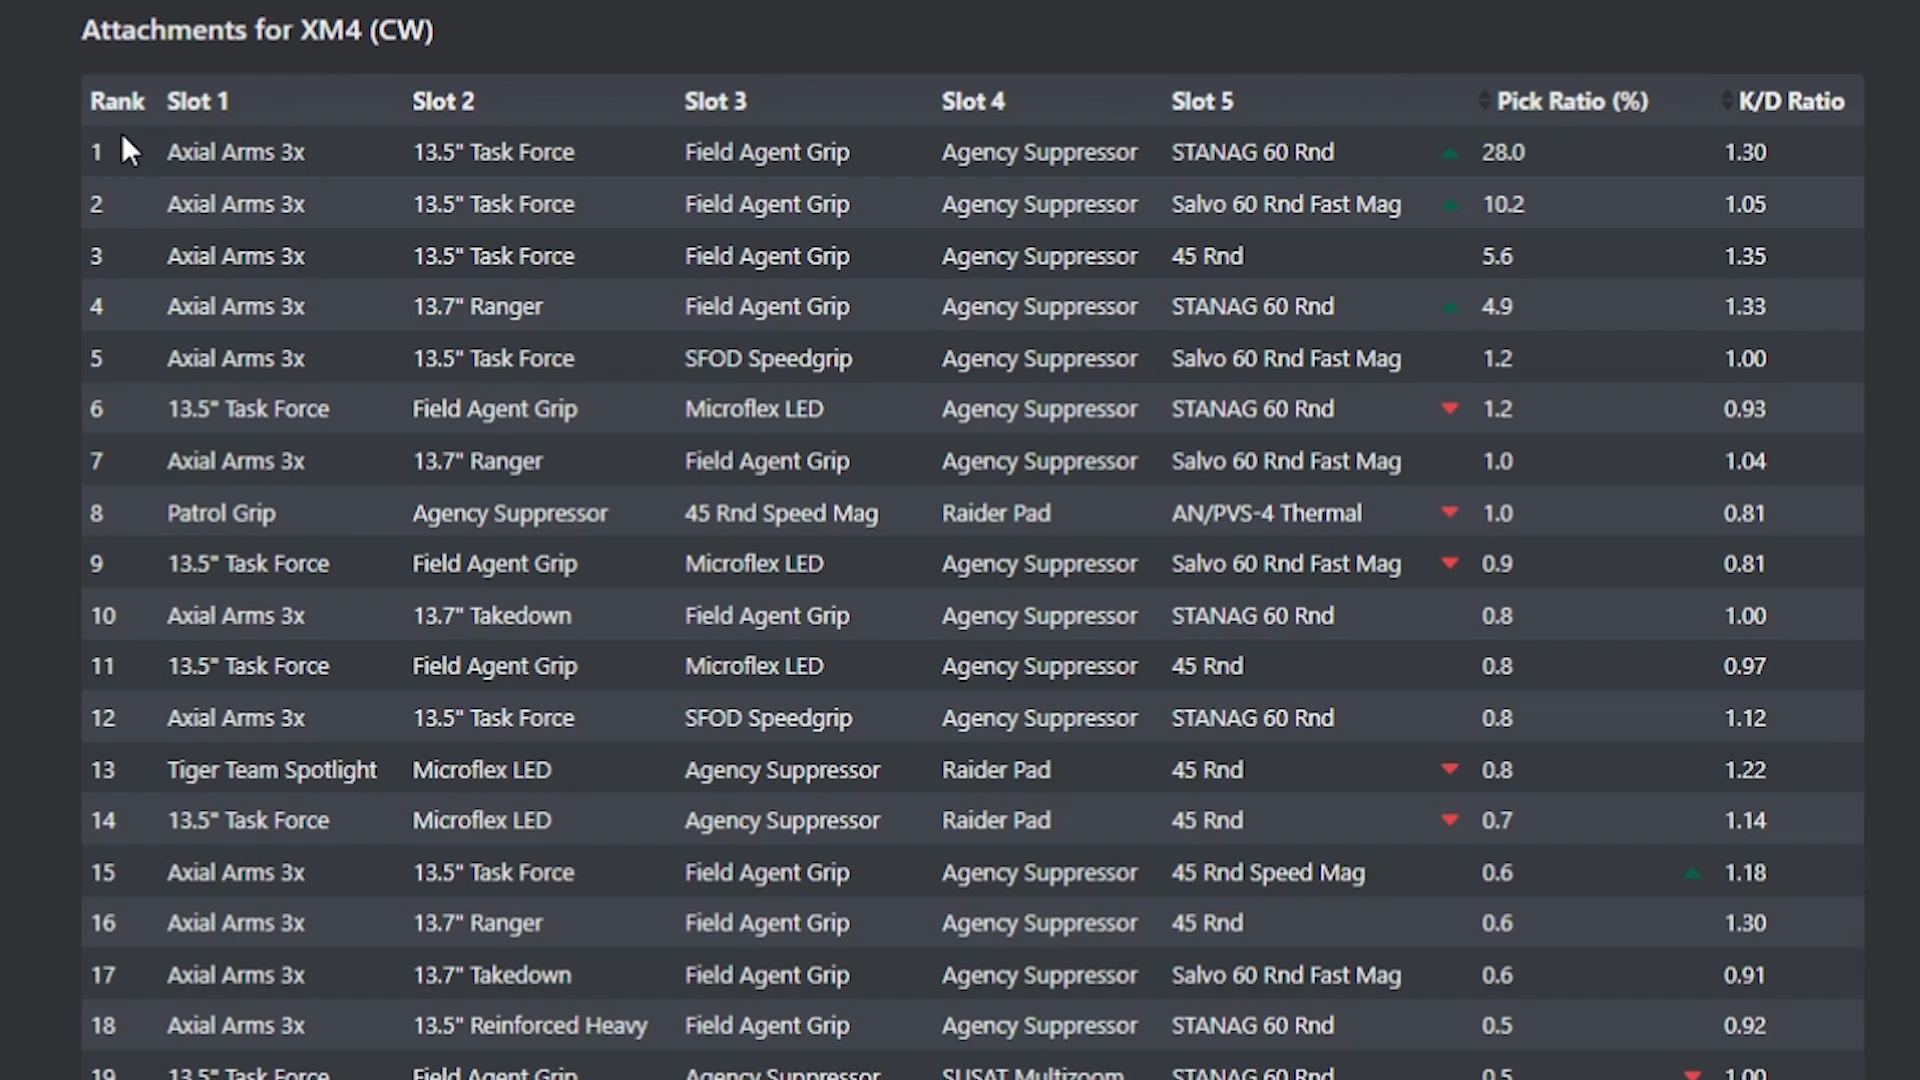 Attachments for XM4 (CW)
Rank Slot 1 Slot 2 Slot 3 Slot 4 Slot 5 Pick Ratio (%) K/D Ratio
1 Axial Arms 3x 13.5" Task Force Field Agent Grip Agency Suppressor STANAG 60 Rnd 28.0 1.30
2 Axial Arms 3x 13.5" Task Force Field Agent Grip Agency Suppressor Salvo 60 Rnd Fast Mag 10.2 1.05
3 Axial Arms 3x 13.5" Task Force Field Agent Grip Agency Suppressor 45 Rnd 5.6 1.35
4 Axial Arms 3x 13.7" Ranger Field Agent Grip Agency Suppressor STANAG 60 Rnd 4.9 1.33
5 Axial Arms 3x 13.5" Task Force SFOD Speedgrip Agency Suppressor Salvo 60 Rnd Fast Mag 1.2 1.00
6 13.5" Task Force Field Agent Grip Microflex LED Agency Suppressor STANAG 60 Rnd 1.2 0.93
7 Axial Arms 3x 13.7" Ranger Field Agent Grip Agency Suppressor Salvo 60 Rnd Fast Mag 1.0 1.04
8 Patrol Grip Agency Suppressor 45 Rnd Speed Mag Raider Pad AN/PVS-4 Thermal 1.0 0.81
9 13.5" Task Force Field Agent Grip Microflex LED Agency Suppressor Salvo 60 Rnd Fast Mag 0.9 0.81
10 Axial Arms 3x 13.7" Takedown Field Agent Grip Agency Suppressor STANAG 60 Rnd 0.8 1.00
11 13.5" Task Force Field Agent Grip Microflex LED Agency Suppressor 45 Rnd 0.8 0.97
12 Axial Arms 3x 13.5" Task Force SFOD Speedgrip Agency Suppressor STANAG 60 Rnd 0.8 1.12
13 Tiger Team Spotlight Microflex LED Agency Suppressor Raider Pad 45 Rnd 0.8 1.22
14 13.5" Task Force Microflex LED Agency Suppressor Raider Pad 45 Rnd 0.7 1.14
15 Axial Arms 3x 13.5" Task Force Field Agent Grip Agency Suppressor 45 Rnd Speed Mag 0.6 1.18
16 Axial Arms 3x 13.7" Ranger Field Agent Grip Agency Suppressor 45 Rnd 0.6 1.30
17 Axial Arms 3x 13.7" Takedown Field Agent Grip Agency Suppressor Salvo 60 Rnd Fast Mag 0.6 0.91
18 Axial Arms 3x 13.5" Reinforced Heavy Field Agent Grip Agency Suppressor STANAG 60 Rnd 0.5 0.92
19 13.5" Task Force Field Agent Grip Agency Suppressor SUSAT Multizoom STANAG 60 Rnd 0.5 1.00